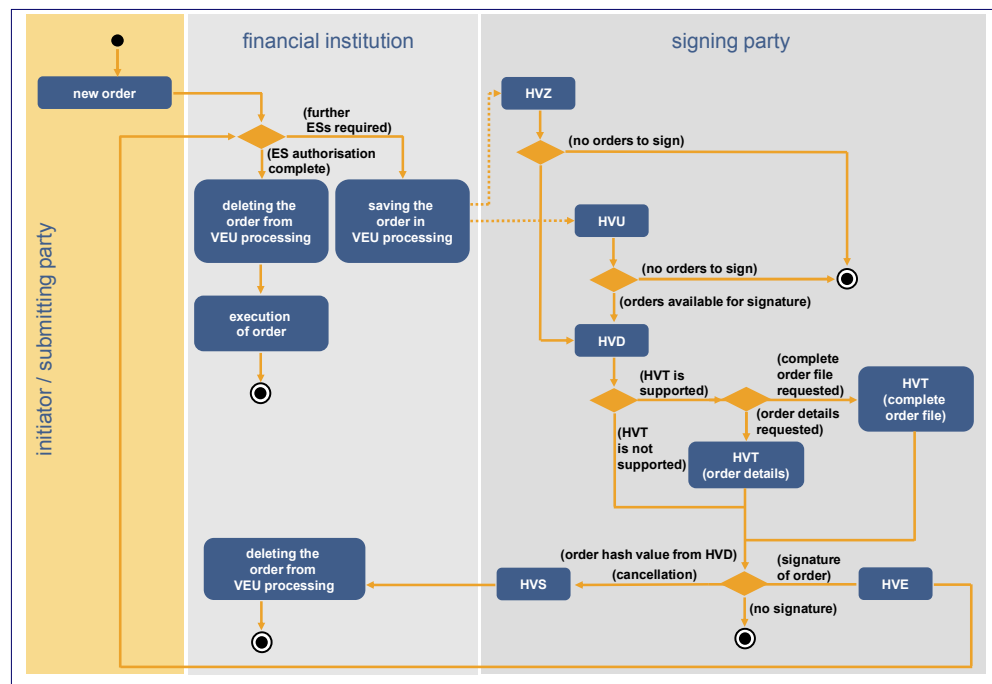 initiator / submitting party
financial institution
signing party
new order
HVZ
(further
ESs required)
(no orders to sign)
(ES authorisation
complete)
deleting the
order from
VEU processing
saving the
order in
VEU processing
HVU
(no orders to sign)
(orders available for signature)
execution
of order
HVD
(HVT is
supported)
(complete
order file
requested)
HVT
(complete
order file)
(order details
requested)
(HVT
is not
supported)
HVT
(order details)
deleting the
order from
VEU processing
(order hash value from HVD)
(cancellation)
(signature
of order)
HVS
HVE
(no signature)